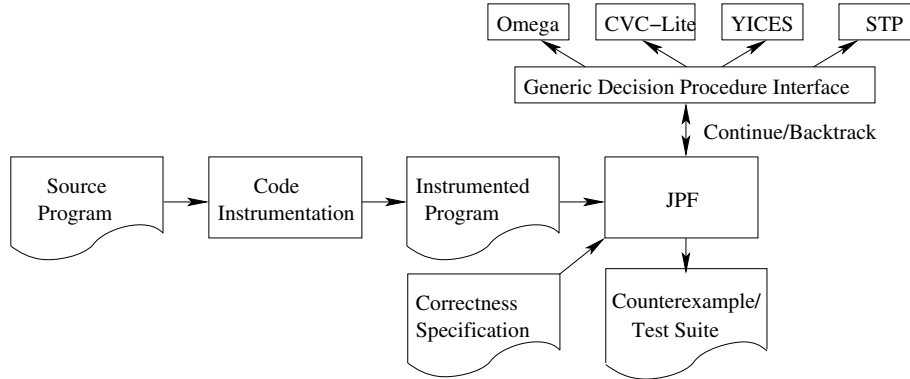 Omega
CVC−Lite
YICES
STP
Generic Decision Procedure Interface
Continue/Backtrack
Source
Program
Code
Instrumentation
Instrumented
Program
JPF
Correctness
Specification
Counterexample/
Test Suite